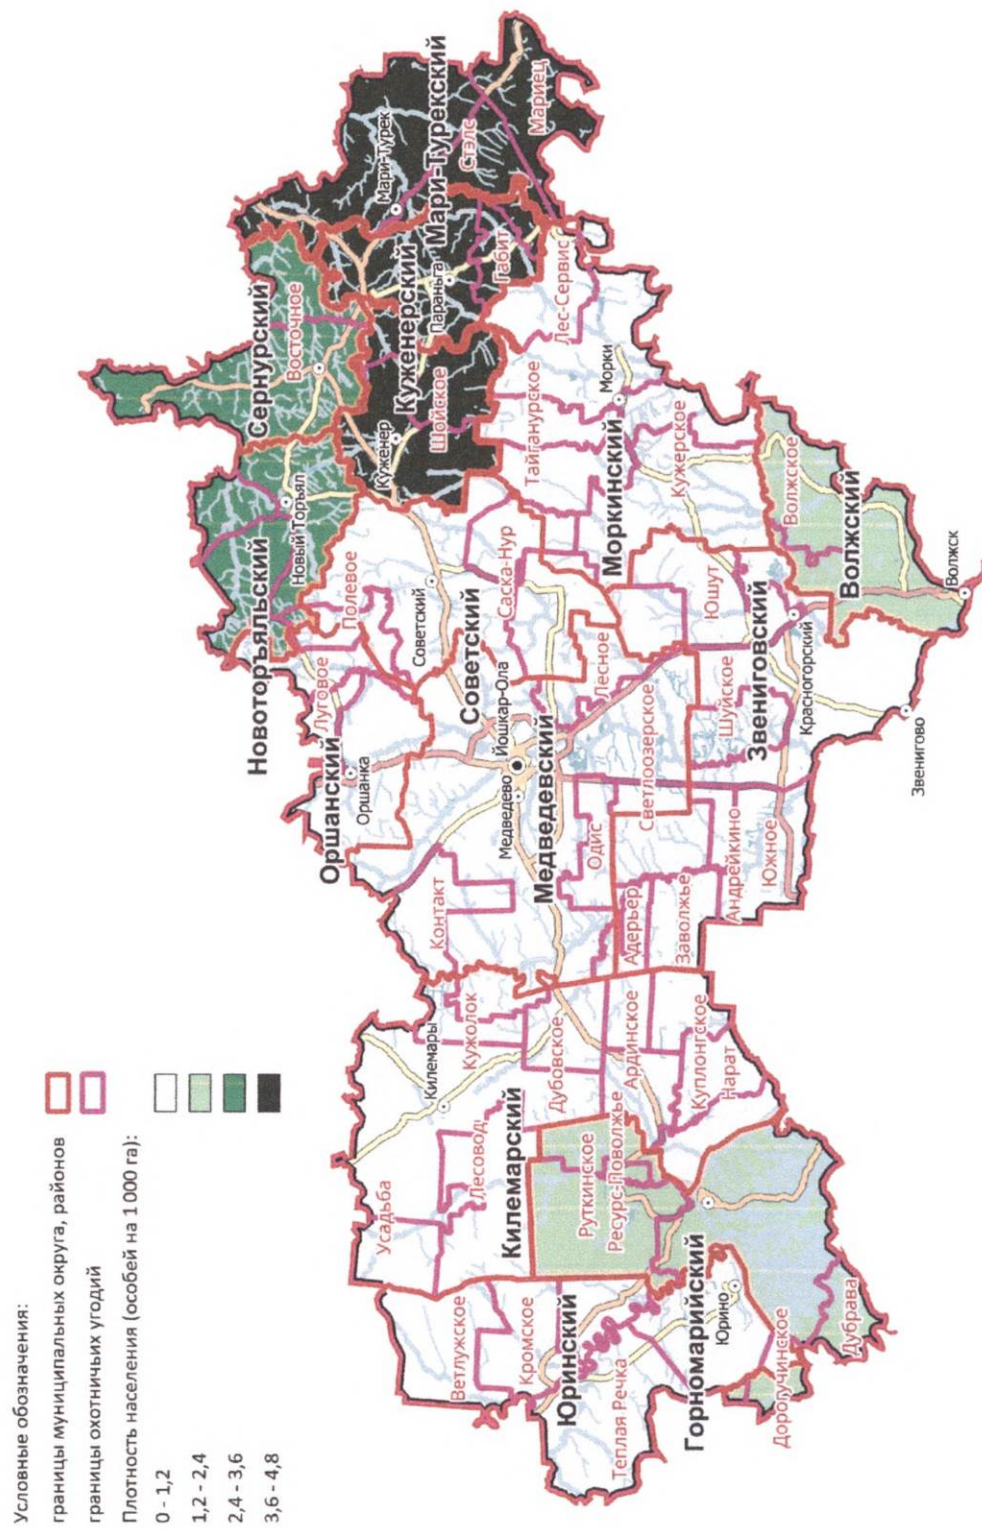 Условные обозначения:
границы муниципальных округа, районов
границы охотничьих угодий
Плотность населения (особей на 1 000 га):
0 - 1,2
1,2 - 2,4
2,4 - 3,6
3,6 - 4,8
Ветлужское
Кромское
Юринский
Теплая Речка
Горномарийский
Юрино
Дорогучинское
Дубрава
Усадьба
Лесовод
Килемарский
Руткинское
Ресурс-Поволжье
Килемары
Кужолок
Дубовское
Ардинское
Куплонгское
Нарат
Контакт
Медведево
Йошкар-Ола
Медведевский
Одис
Адерьер
Заволжье
Андрейкино
Южное
Светлоозерское
Лесное
Оршанский
Оршанка
Луговое
Новоторъяльский
Новый Торъял
Полевое
Советский
Советский
Саска-Нур
Сернурский
Восточное
Куженер
Куженерский
Шойское
Параньга
Мари-Турек
Мари-Турекский
Габит
Стэлс
Мариец
Лес-Сервис
Тайганурское
Морки
Моркинский
Кужерское
Юшут
Шуйское
Звениговский
Красногорский
Звенигово
Волжское
Волжский
Волжск